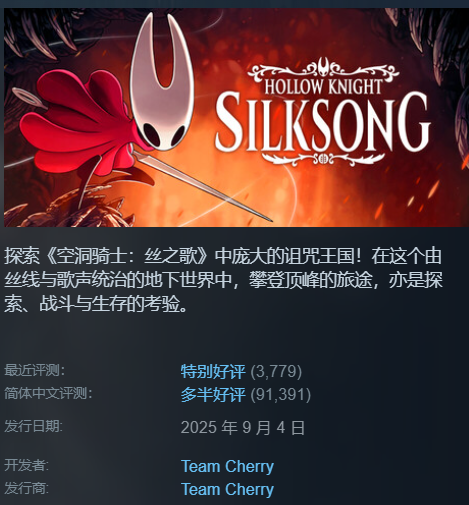 HOLLOW KNIGHT
SILKSONG
探索《空洞骑士：丝之歌》中庞大的诅咒王国！在这个由
丝线与歌声统治的地下世界中，攀登顶峰的旅途，亦是探
索、战斗与生存的考验。
最近评测： 特别好评 (3,779)
简体中文评测： 多半好评 (91,391)
发行日期: 2025 年 9 月 4 日
开发者: Team Cherry
发行商: Team Cherry